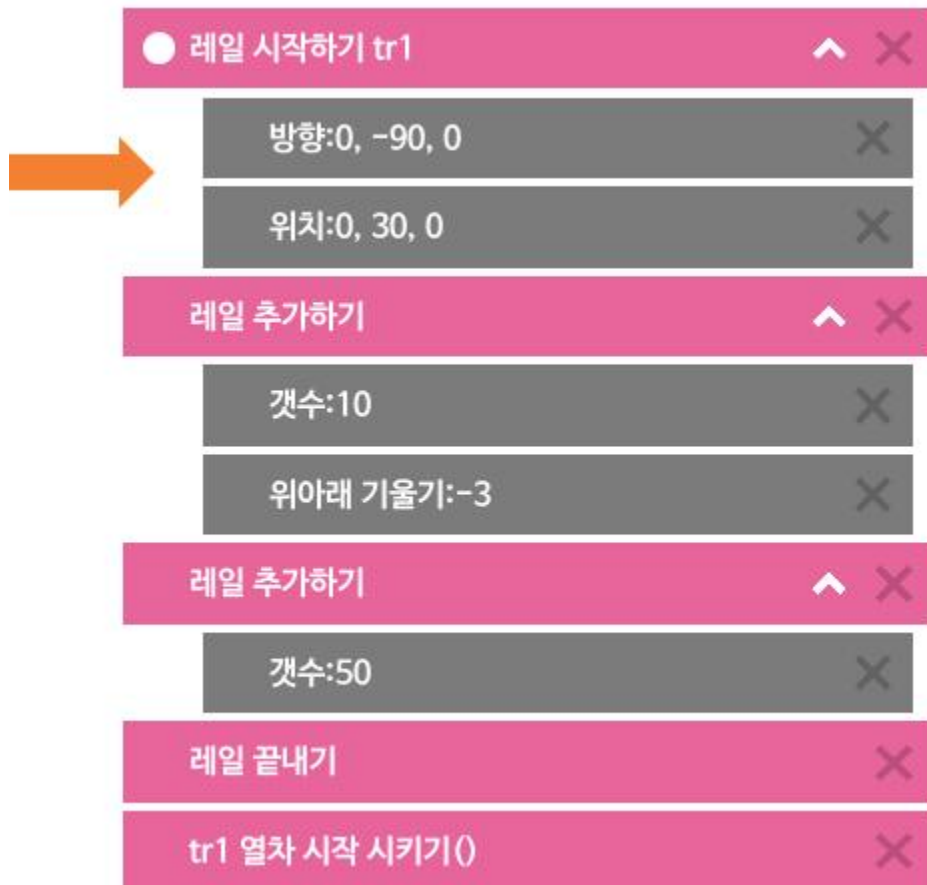 레일 시작하기 tr1
방향:0, -90, 0
위치:0, 30, 0
레일 추가하기
갯수:10
위아래 기울기:-3
레일 추가하기
갯수:50
레일 끝내기
tr1 열차 시작 시키기()